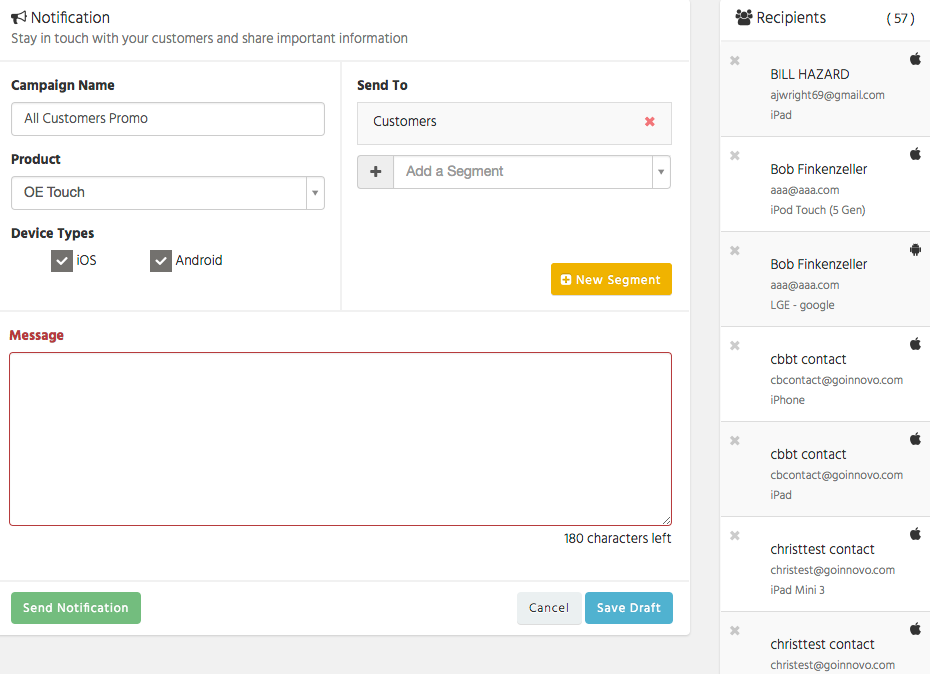 Notification
Stay in touch with your customers and share important information
Campaign Name
All Customers Promo
Product
OE Touch
Device Types
iOS
Android
Send To
Customers
Add a Segment
New Segment
Message
180 characters left
Send Notification
Cancel
Save Draft
Recipients ( 57 )
BILL HAZARD
ajwright69@gmail.com
iPad
Bob Finkenzeller
aaa@aaa.com
iPod Touch (5 Gen)
Bob Finkenzeller
aaa@aaa.com
LGE - google
cbbt contact
cbcontact@goinnovo.com
iPhone
cbbt contact
cbcontact@goinnovo.com
iPad
christtest contact
christest@goinnovo.com
iPad Mini 3
christtest contact
christest@goinnovo.com